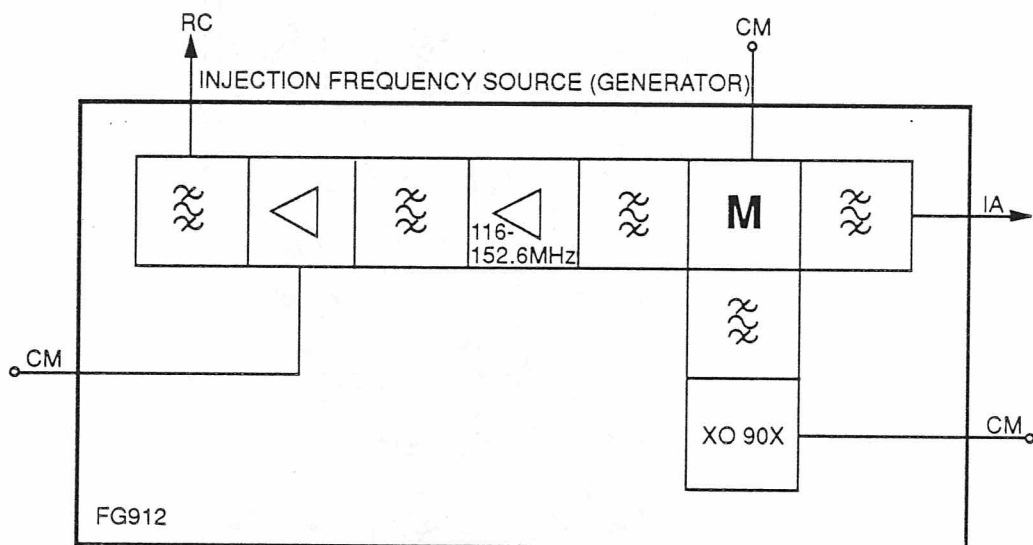 RC
CM
INJECTION FREQUENCY SOURCE (GENERATOR)
M
IA
116-
152.6MHz
CM
XO 90X
CM
FG912